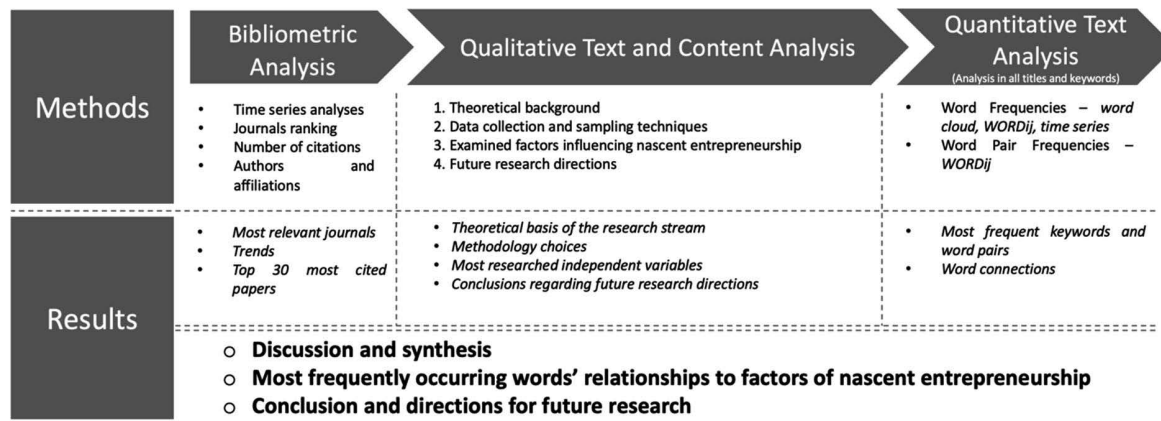 Methods
Bibliometric
Analysis
Qualitative Text and Content Analysis
Quantitative Text
Analysis
(Analysis in all titles and keywords)
• Time series analyses
• Journals ranking
• Number of citations
• Authors and
affiliations
1. Theoretical background
2. Data collection and sampling techniques
3. Examined factors influencing nascent entrepreneurship
4. Future research directions
• Word Frequencies – word
cloud, WORDij, time series
• Word Pair Frequencies –
WORDij
Results
• Most relevant journals
• Trends
• Top 30 most cited
papers
• Theoretical basis of the research stream
• Methodology choices
• Most researched independent variables
• Conclusions regarding future research directions
• Most frequent keywords and
word pairs
• Word connections
o Discussion and synthesis
o Most frequently occurring words’ relationships to factors of nascent entrepreneurship
o Conclusion and directions for future research